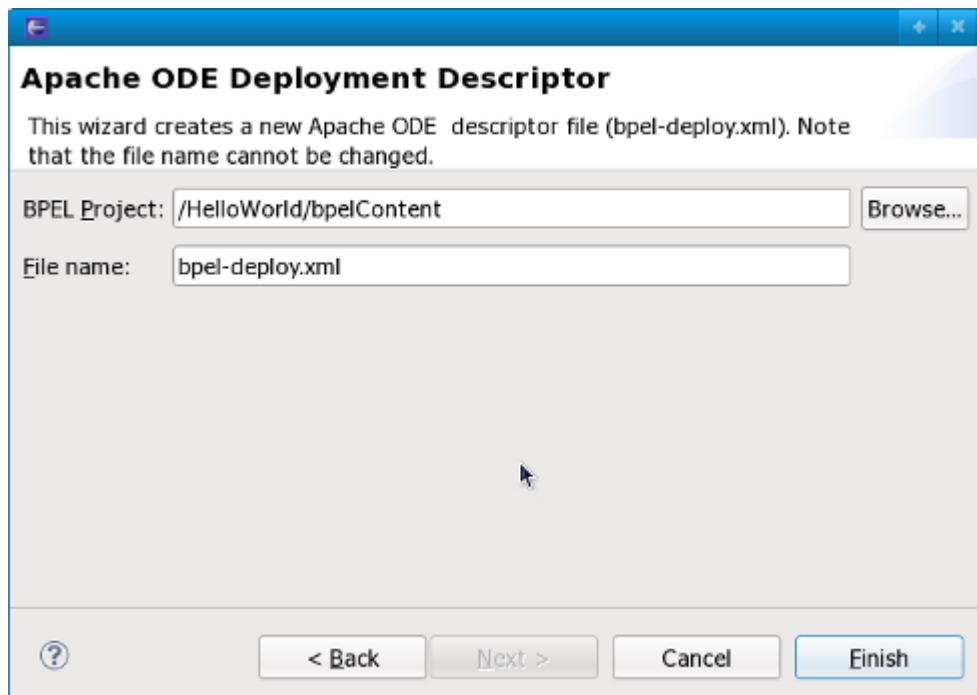 Apache ODE Deployment Descriptor
This wizard creates a new Apache ODE  descriptor file (bpel-deploy.xml). Note
that the file name cannot be changed.
BPEL Project: /HelloWorld/bpelContent Browse...
File name: bpel-deploy.xml
? < Back Next > Cancel Finish